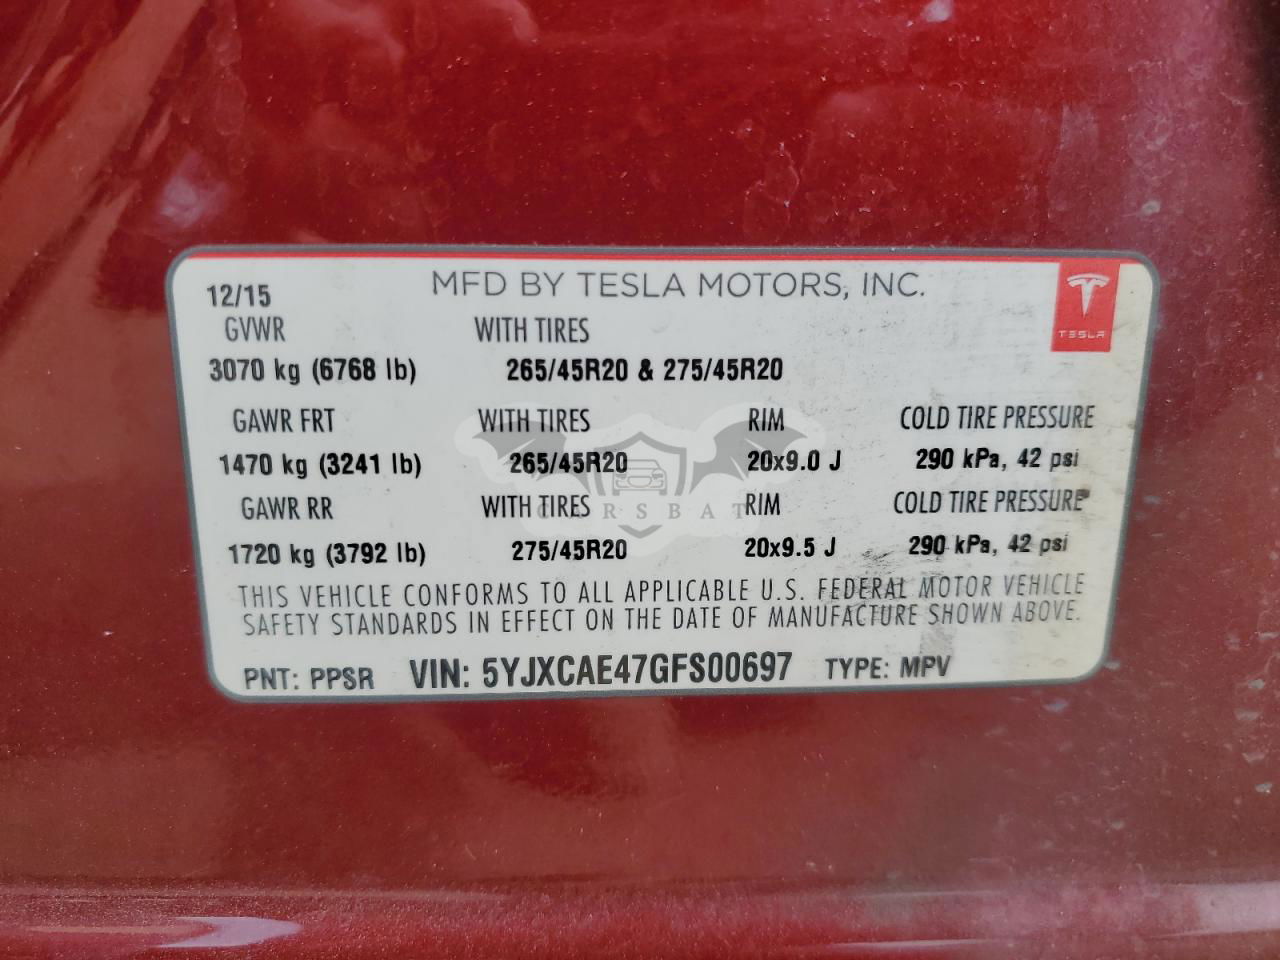 12/15 MFD BY TESLA MOTORS, INC.
TESLA
GVWR WITH TIRES
3070 kg (6768 lb) 265/45R20 & 275/45R20
GAWR FRT WITH TIRES RIM COLD TIRE PRESSURE
1470 kg (3241 lb) 265/45R20 20x9.0 J 290 kPa, 42 psi
GAWR RR WITH TIRES RIM COLD TIRE PRESSURE
CARSBAT
1720 kg (3792 lb) 275/45R20 20x9.5 J 290 kPa, 42 psi
THIS VEHICLE CONFORMS TO ALL APPLICABLE U.S. FEDERAL MOTOR VEHICLE
SAFETY STANDARDS IN EFFECT ON THE DATE OF MANUFACTURE SHOWN ABOVE.
PNT: PPSR VIN: 5YJXCAE47GFS00697 TYPE: MPV